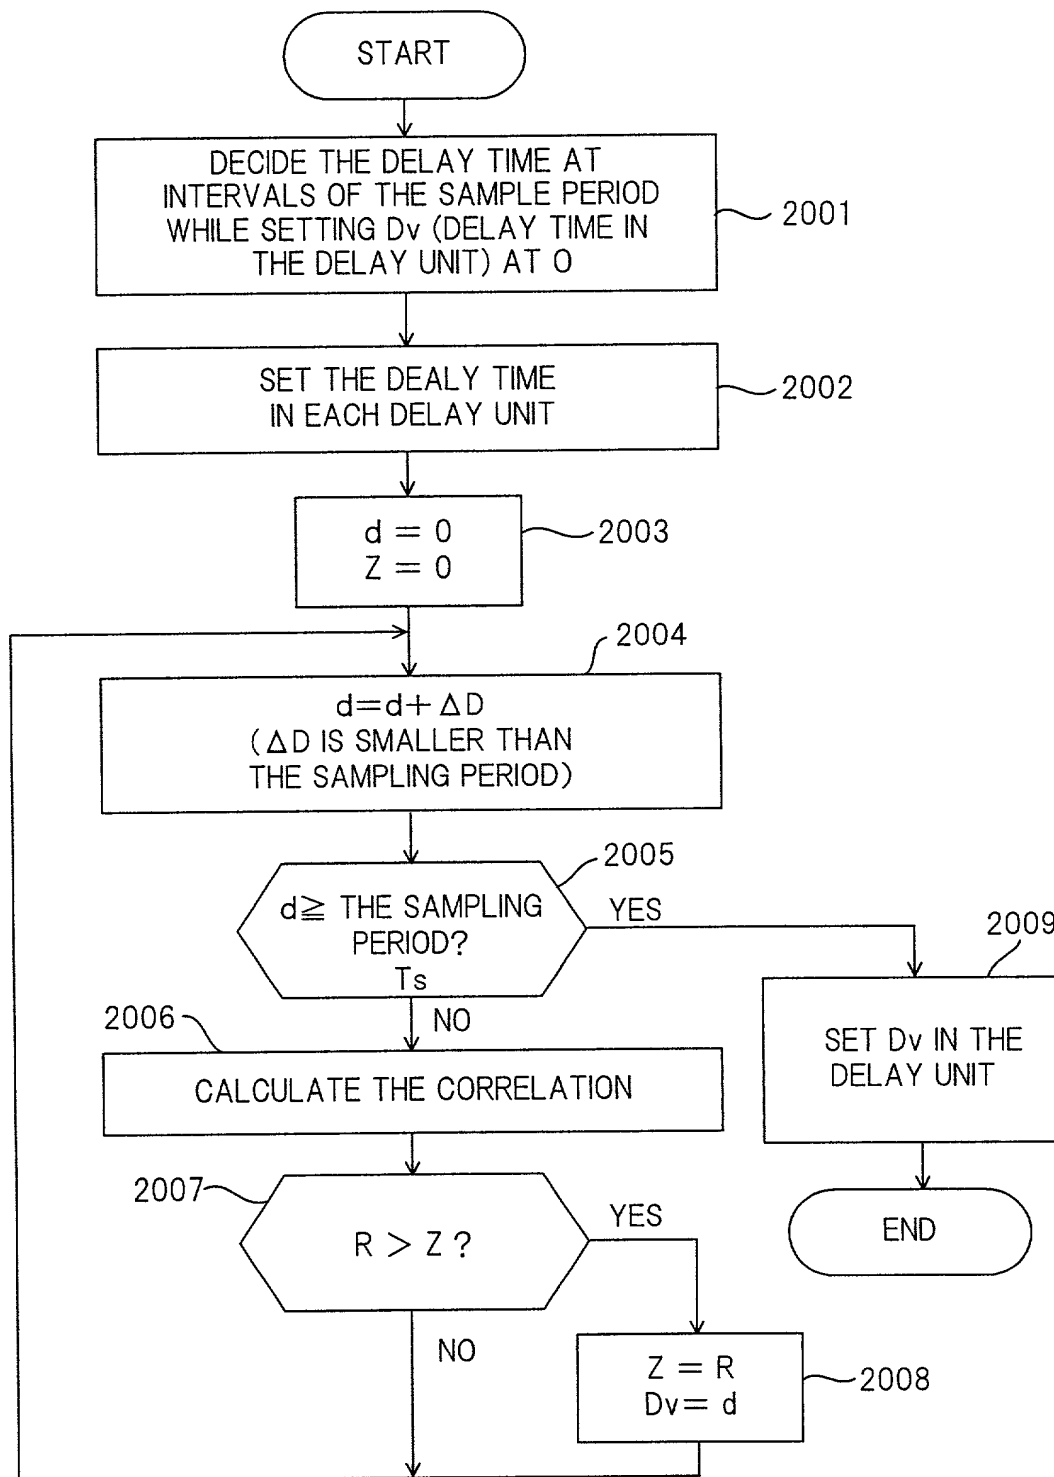 START
DECIDE THE DELAY TIME AT
INTERVALS OF THE SAMPLE PERIOD
WHILE SETTING Dv (DELAY TIME IN
THE DELAY UNIT) AT 0
2001
SET THE DEALY TIME
IN EACH DELAY UNIT
2002
d = 0
Z = 0
2003
2004
d=d+ΔD
(ΔD IS SMALLER THAN
THE SAMPLING PERIOD)
2005
d≧ THE SAMPLING
PERIOD?
Ts
YES
NO
2009
SET Dv IN THE
DELAY UNIT
END
2006
CALCULATE THE CORRELATION
2007
R > Z ?
YES
NO
Z = R
Dv= d
2008